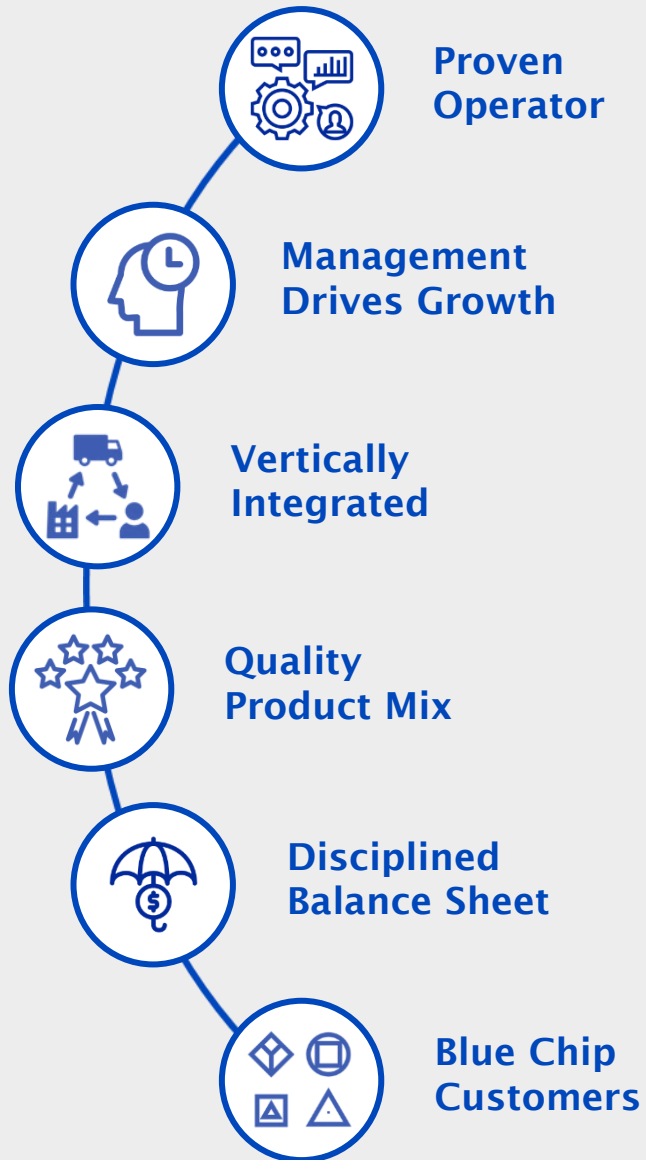 Proven
Operator
Management
Drives Growth
Vertically
Integrated
Quality
Product Mix
$
Disciplined
Balance Sheet
Blue Chip
Customers